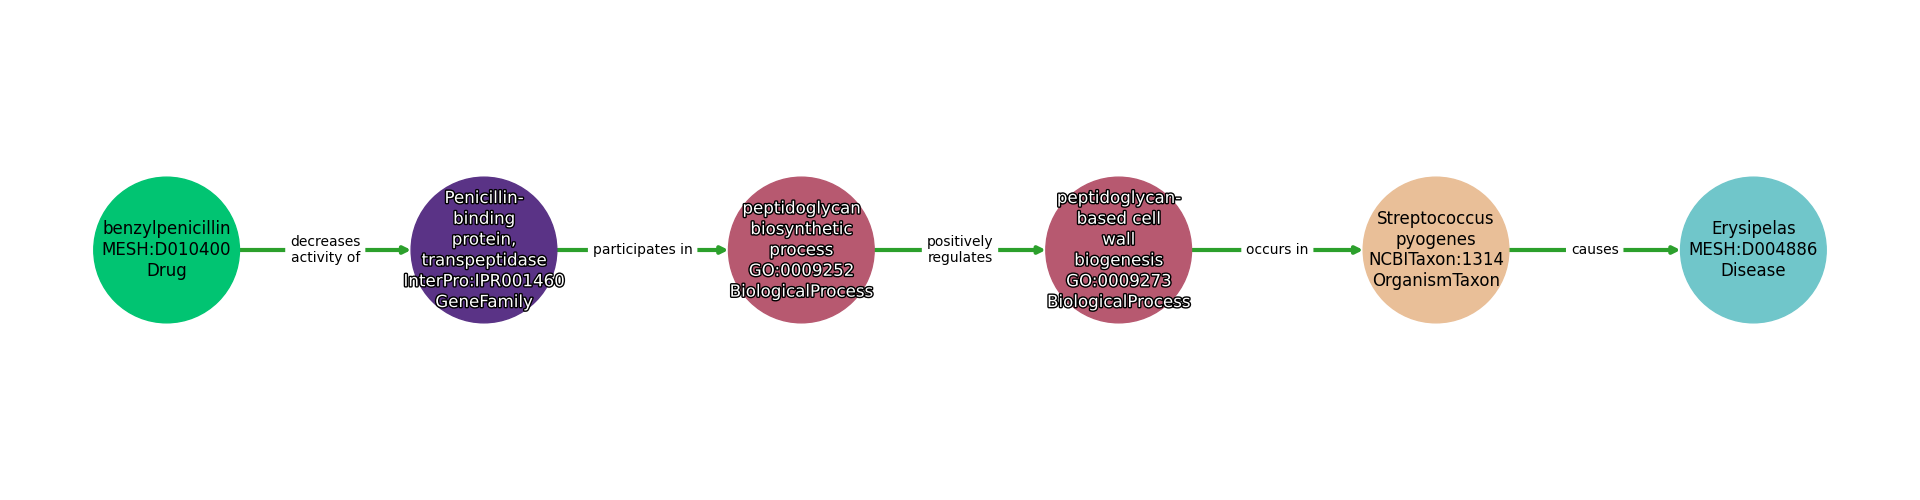 benzylpenicillin
MESH:D010400
Drug
decreases
activity of
Penicillin-
binding
protein,
transpeptidase
InterPro:IPR001460
GeneFamily
participates in
peptidoglycan
biosynthetic
process
GO:0009252
BiologicalProcess
positively
regulates
peptidoglycan-
based cell
wall
biogenesis
GO:0009273
BiologicalProcess
occurs in
Streptococcus
pyogenes
NCBITaxon:1314
OrganismTaxon
causes
Erysipelas
MESH:D004886
Disease